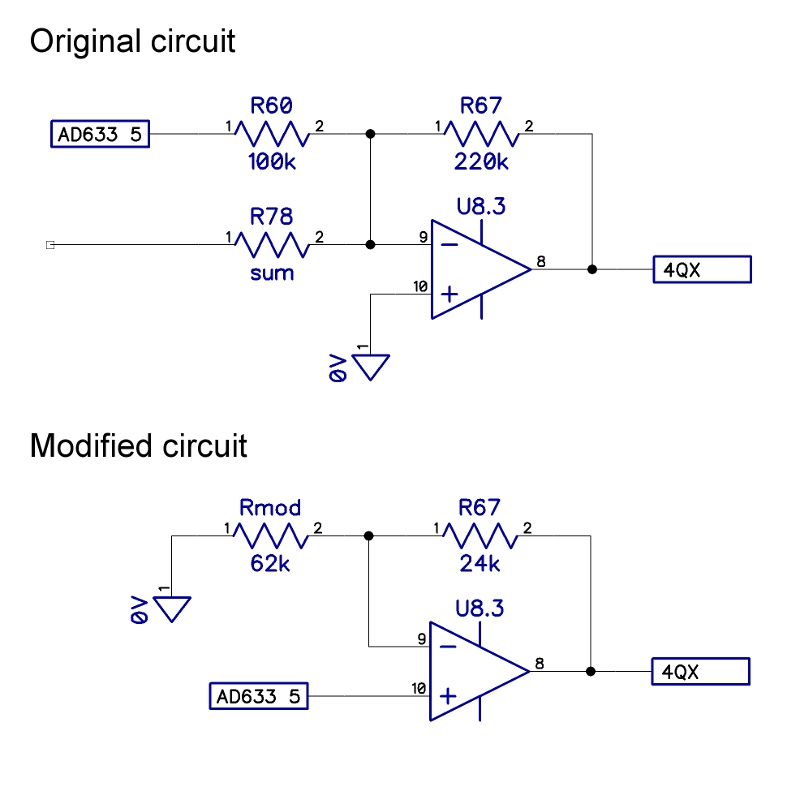 Original circuit
R60
R67
AD633 5
1
2
1
2
100k
220k
R78
U8.3
1
2
9
sum
8
4QX
10
1
0V
Modified circuit
Rmod
R67
1
2
1
2
62k
24k
1
0V
U8.3
9
8
4QX
AD633 5
10